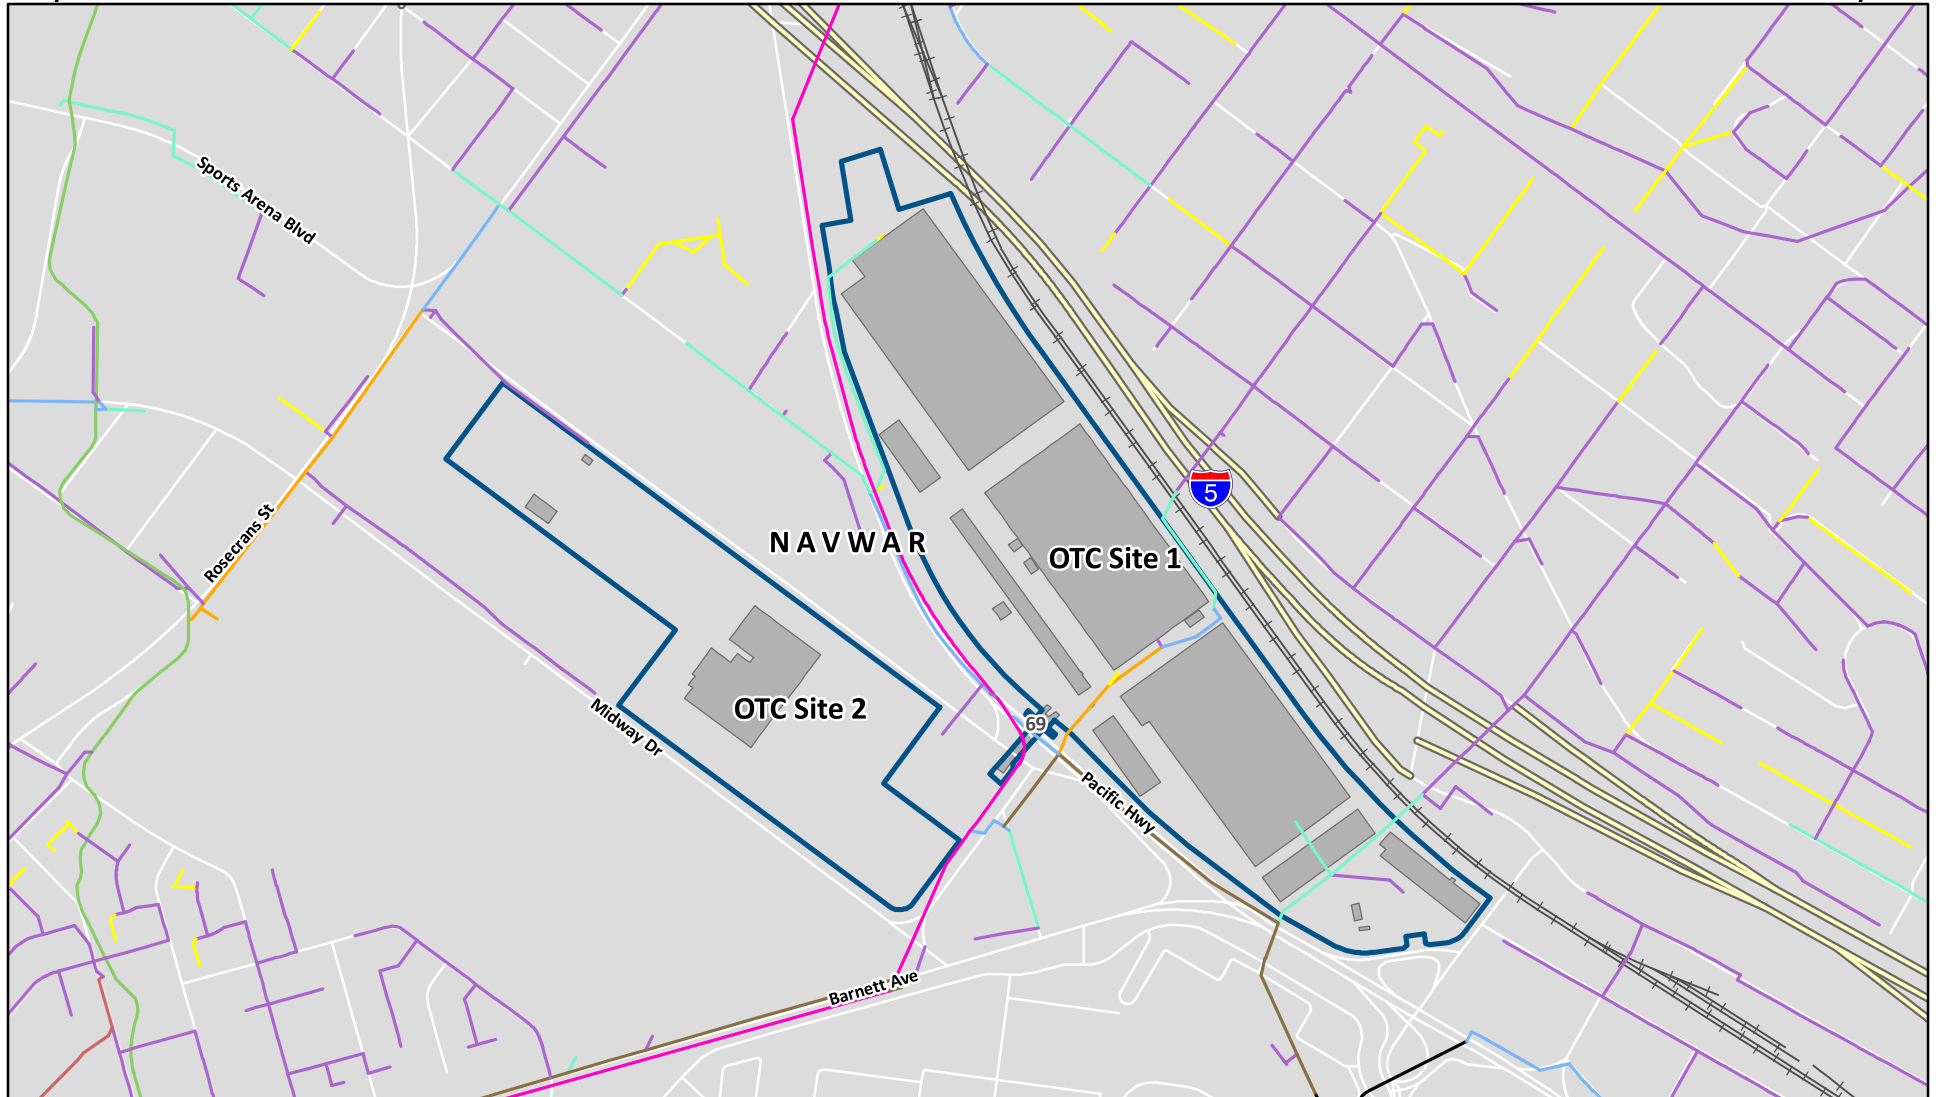 Sports Arena Blvd
5
Rosecrans St
NAVWAR
OTC Site 1
OTC Site 2
69
Midway Dr
Pacific Hwy
Barnett Ave